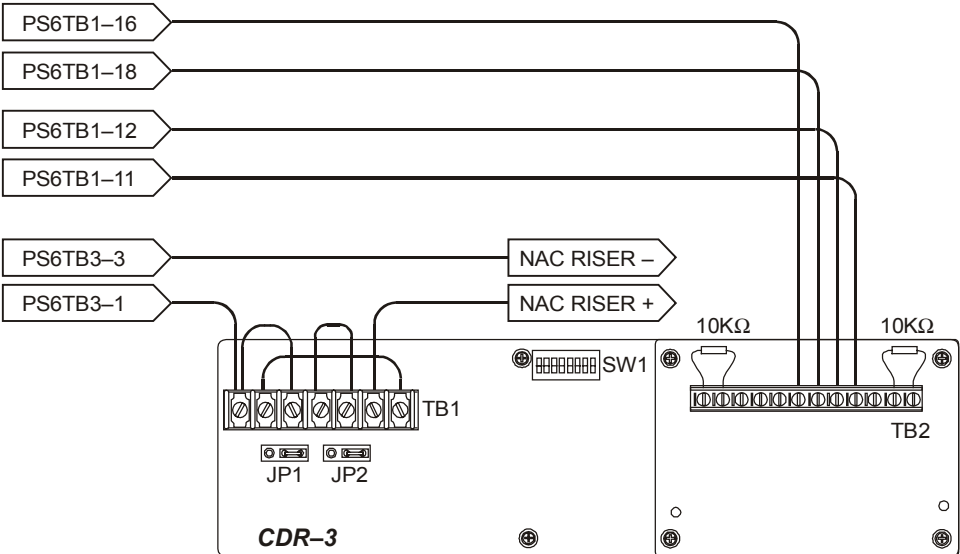 PS6TB1–16
PS6TB1–18
PS6TB1–12
PS6TB1–11
PS6TB3–3
NAC RISER –
PS6TB3–1
NAC RISER +
10KΩ
10KΩ
SW1
TB1
TB2
JP1
JP2
CDR–3